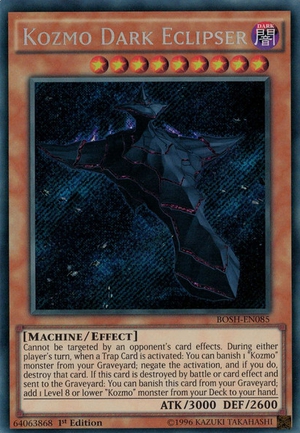 Kozmo Dark Eclipser
DARK
闇
BOSH-EN085
[Machine/Effect]
Cannot be targeted by an opponent's card effects. During either
player's turn, when a Trap Card is activated: You can banish 1 "Kozmo"
monster from your Graveyard; negate the activation, and if you do,
destroy that card. If this card is destroyed by battle or card effect and
sent to the Graveyard: You can banish this card from your Graveyard;
add 1 Level 8 or lower "Kozmo" monster from your Deck to your hand.
ATK/3000 DEF/2600
64063868 1st Edition ©1996 KAZUKI TAKAHASHI